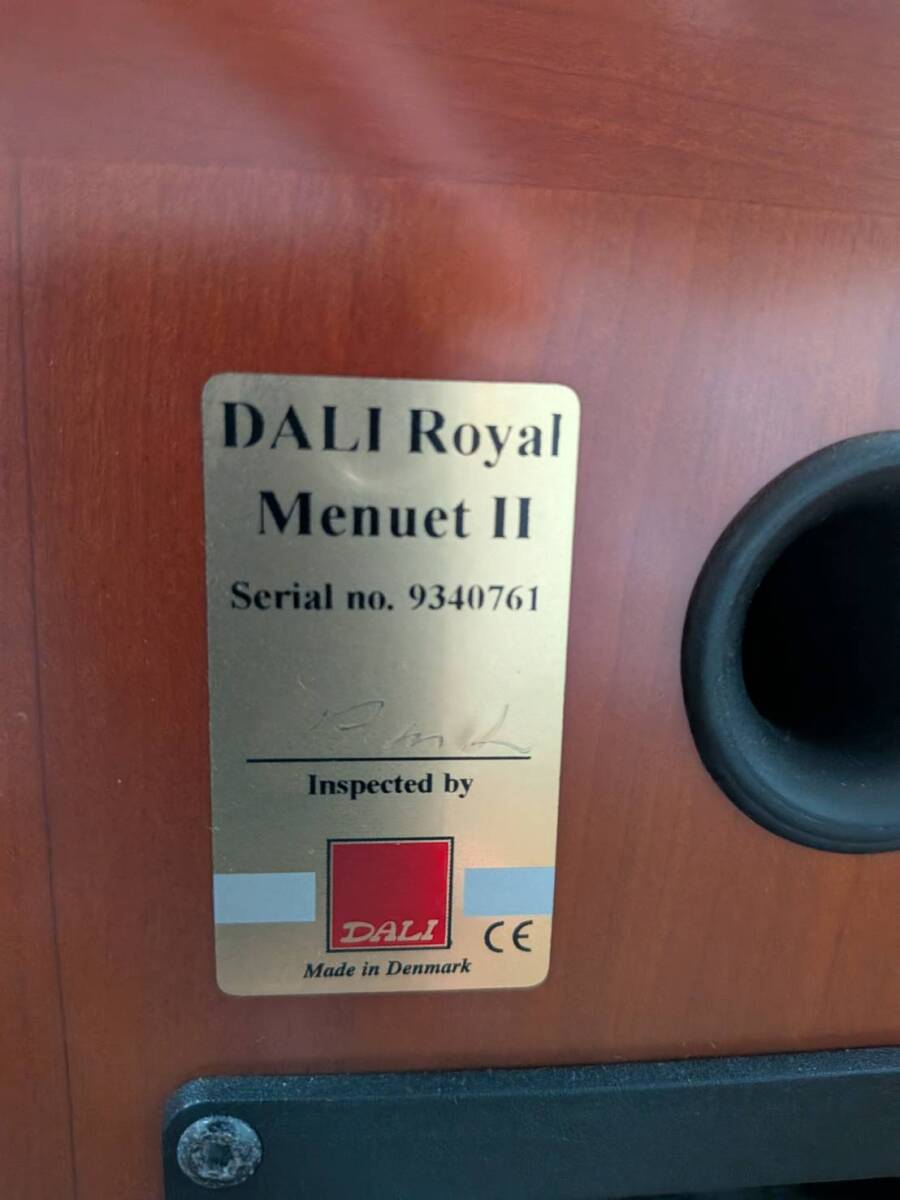 DALI Royal
Menuet II
Serial no. 9340761
Inspected by
DALI
CE
Made in Denmark